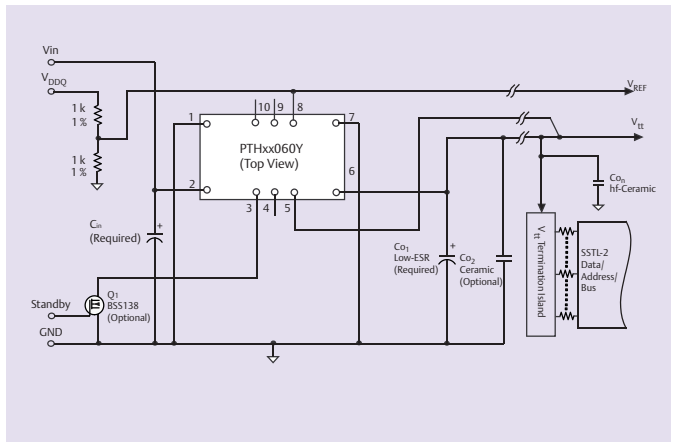 Vin
VDDQ
1 k
1 %
1 k
1 %
10
9
8
1
7
PTHxx060Y
(Top View)
2
6
3
4
5
VREF
Vtt
Con
hf-Ceramic
Cin
(Required)
+
Co1
Low-ESR
(Required)
+
Co2
Ceramic
(Optional)
Vtt Termination Island
SSTL-2
Data/
Address/
Bus
Q1
BSS138
(Optional)
Standby
GND